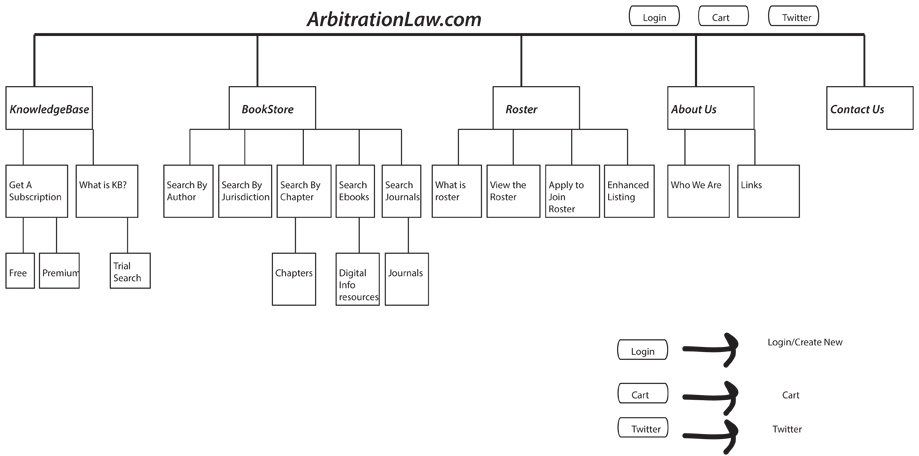 ArbitrationLaw.com
Login
Cart
Twitter
KnowledgeBase
BookStore
Roster
About Us
Contact Us
Get A
Subscription
What is KB?
Search By
Author
Search By
Jurisdiction
Search By
Chapter
Search
Ebooks
Search
Journals
What is
roster
View the
Roster
Apply to
Join
Roster
Enhanced
Listing
Who We Are
Links
Free
Premium
Trial
Search
Chapters
Digital
Info
resources
Journals
Login
Login/Create New
Cart
Cart
Twitter
Twitter